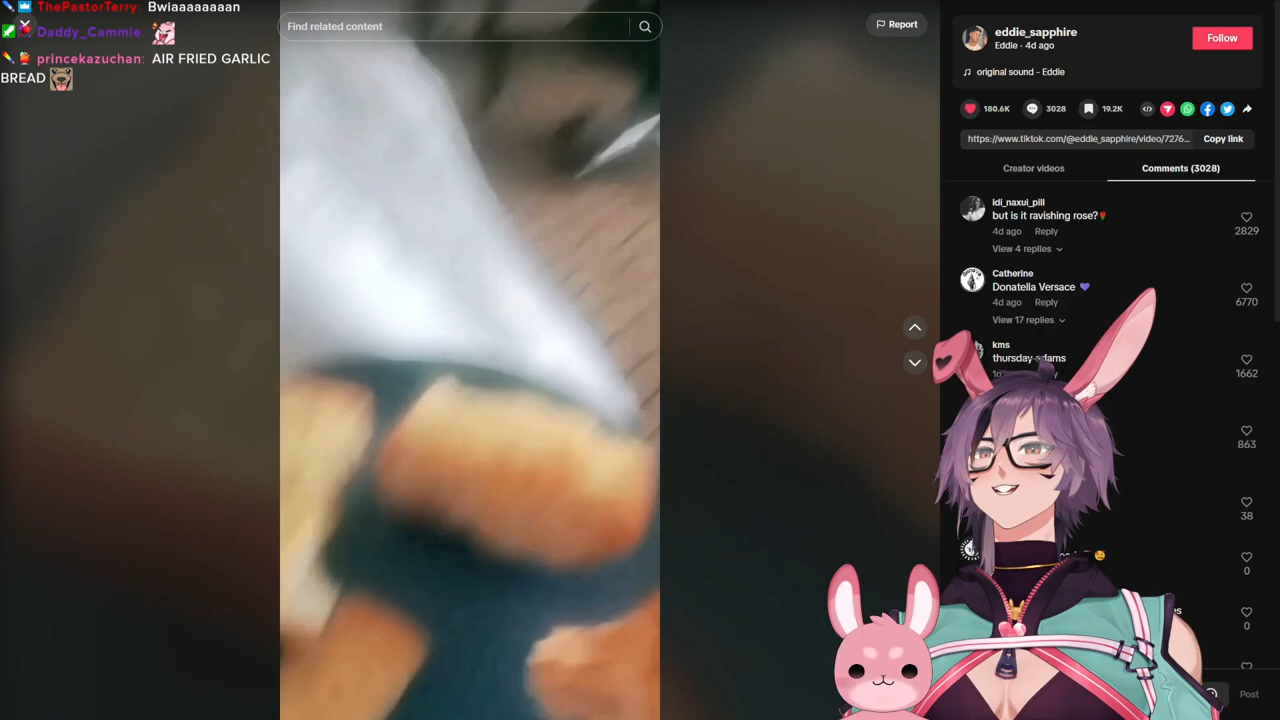 ThePastorTerry: Bwiaaaaaaan
Daddy_Cammie
princekazuchan: AIR FRIED GARLIC
BREAD
Find related content
Report
eddie_sapphire
Eddie · 4d ago
Follow
original sound - Eddie
180.6K
3028
19.2K
https://www.tiktok.com/@eddie_sapphire/video/7276...
Copy link
Creator videos
Comments (3028)
idi_naxui_pill
but is it ravishing rose?
4d ago Reply
2829
View 4 replies
Catherine
Donatella Versace
4d ago Reply
6770
View 17 replies
kms
thursday adams
1662
863
38
0
0
Post